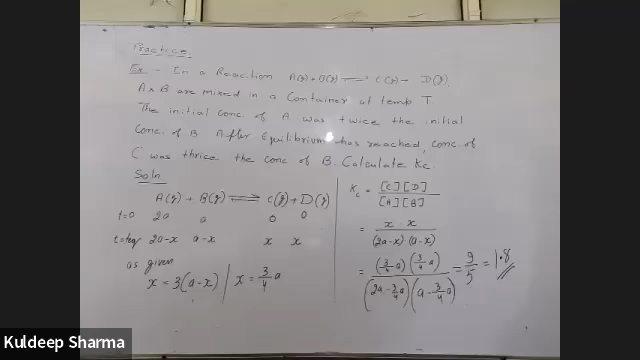 Practice
Ex - In a Reaction A(g) + B(g) ⇌ C(g) + D(g).
A & B are mixed in a Container at temp T.
The initial conc of A was twice the initial
Conc. of B. After Equilibrium has reached, conc. of
C was thrice the conc of B. Calculate Kc
Soln
A(g) + B(g) ⇌ C(g) + D(g)
t=0 2a a 0 0
t=teq 2a-x a-x x x
as given
x = 3(a-x) | x = 3/4 a
Kc = [C][D] / [A][B]
= x · x / (2a-x)·(a-x)
= (3/4 a)(3/4 a) / (2a - 3/4 a)(a - 3/4 a) = 9/5 = 1.8
Kuldeep Sharma